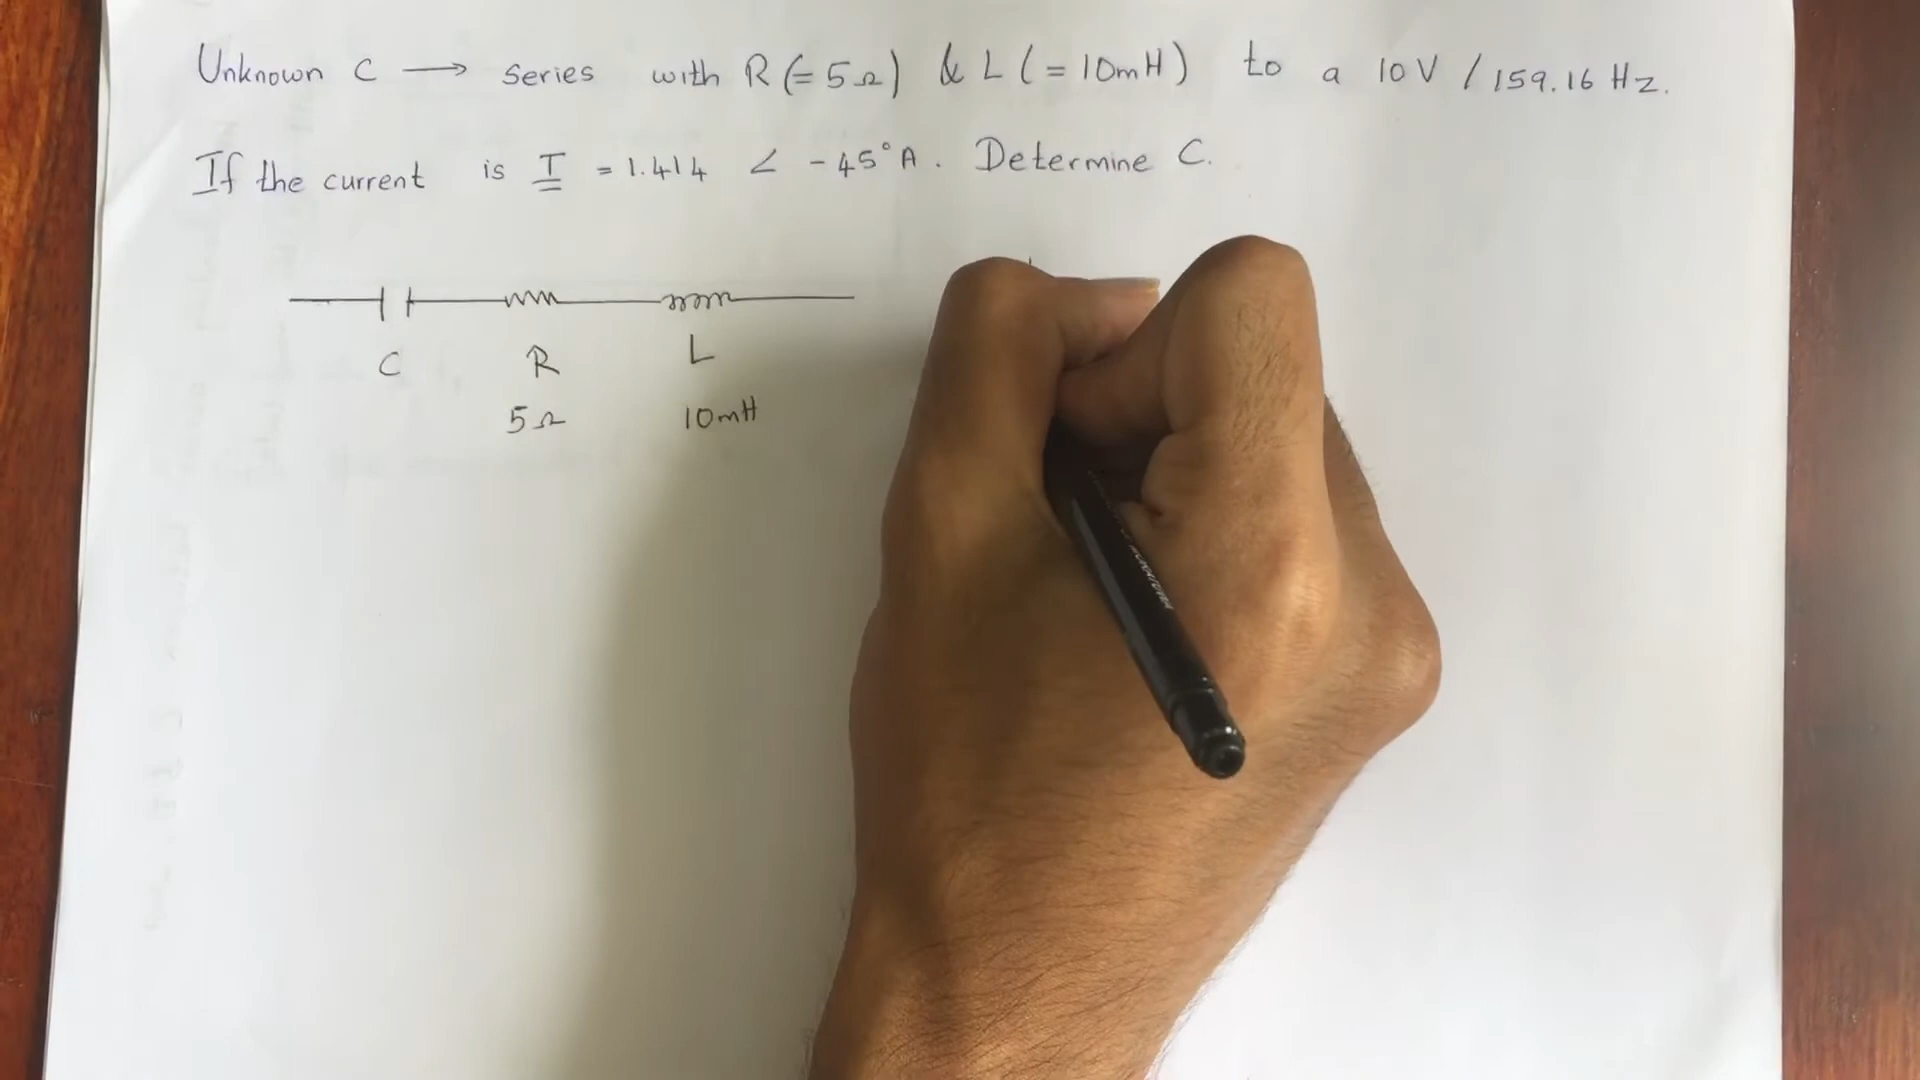 Unknown C → series with R (= 5Ω) & L (= 10mH) to a 10V / 159.16 Hz.
If the current is I = 1.414 ∠ -45° A. Determine C.
C R L
5Ω 10mH